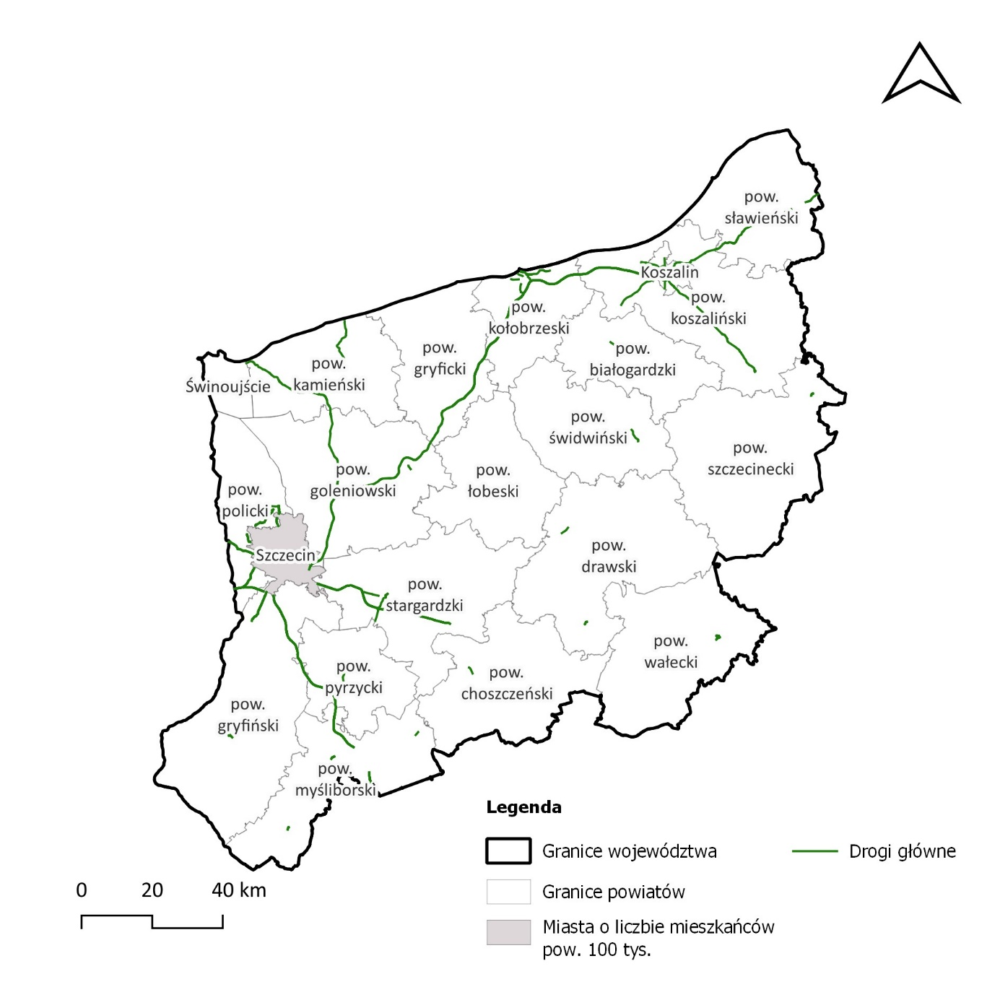 pow.
sławieński
Koszalin
pow.
koszaliński
pow.
kołobrzeski
pow.
gryficki
pow.
białogardzki
pow.
kamieński
Świnoujście
pow.
świdwiński
pow.
szczecinecki
pow.
goleniowski
pow.
łobeski
pow.
policki
Szczecin
pow.
drawski
pow.
stargardzki
pow.
wałecki
pow.
pyrzycki
pow.
choszczeński
pow.
gryfiński
pow.
myśliborski
Legenda
Granice województwa
Drogi główne
Granice powiatów
Miasta o liczbie mieszkańców
pow. 100 tys.
0 20 40 km